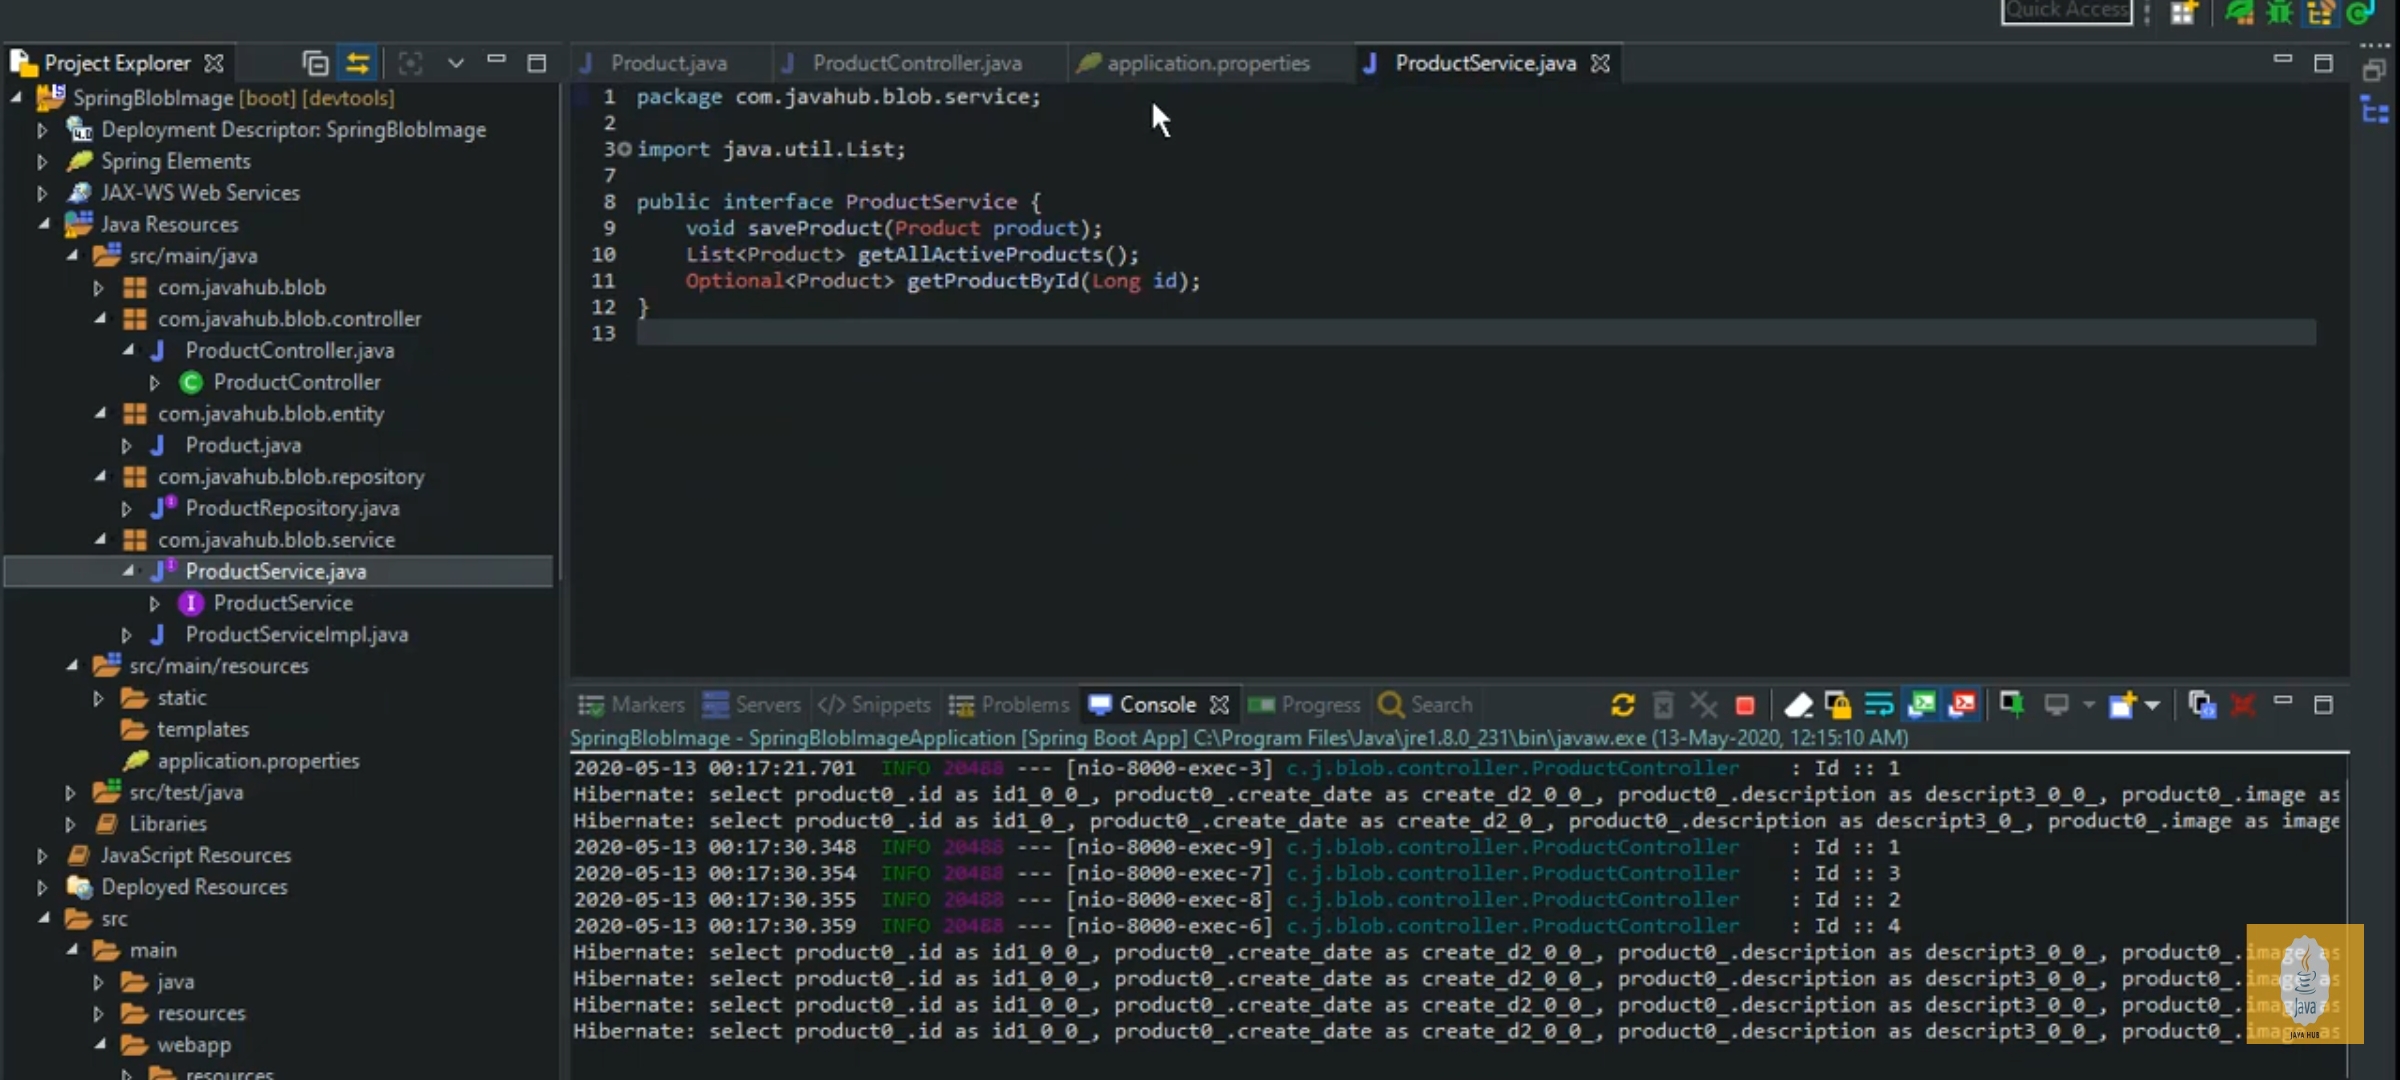 Quick Access
Project Explorer
Product.java
ProductController.java
application.properties
ProductService.java
SpringBlobImage [boot] [devtools]
Deployment Descriptor: SpringBlobImage
Spring Elements
JAX-WS Web Services
Java Resources
src/main/java
com.javahub.blob
com.javahub.blob.controller
ProductController.java
ProductController
com.javahub.blob.entity
Product.java
com.javahub.blob.repository
ProductRepository.java
com.javahub.blob.service
ProductService.java
ProductService
ProductServiceImpl.java
src/main/resources
static
templates
application.properties
src/test/java
Libraries
JavaScript Resources
Deployed Resources
src
main
java
resources
webapp
resources
1 package com.javahub.blob.service;
2
3 import java.util.List;
7
8 public interface ProductService {
9 void saveProduct(Product product);
10 List<Product> getAllActiveProducts();
11 Optional<Product> getProductById(Long id);
12 }
13
Markers Servers Snippets Problems Console Progress Search
SpringBlobImage - SpringBlobImageApplication [Spring Boot App] C:\Program Files\Java\jre1.8.0_231\bin\javaw.exe (13-May-2020, 12:15:10 AM)
2020-05-13 00:17:21.701 INFO 20488 --- [nio-8000-exec-3] c.j.blob.controller.ProductController : Id :: 1
Hibernate: select product0_.id as id1_0_0_, product0_.create_date as create_d2_0_0_, product0_.description as descript3_0_0_, product0_.image as
Hibernate: select product0_.id as id1_0_, product0_.create_date as create_d2_0_, product0_.description as descript3_0_, product0_.image as image
2020-05-13 00:17:30.348 INFO 20488 --- [nio-8000-exec-9] c.j.blob.controller.ProductController : Id :: 1
2020-05-13 00:17:30.354 INFO 20488 --- [nio-8000-exec-7] c.j.blob.controller.ProductController : Id :: 3
2020-05-13 00:17:30.355 INFO 20488 --- [nio-8000-exec-8] c.j.blob.controller.ProductController : Id :: 2
2020-05-13 00:17:30.359 INFO 20488 --- [nio-8000-exec-6] c.j.blob.controller.ProductController : Id :: 4
Hibernate: select product0_.id as id1_0_0_, product0_.create_date as create_d2_0_0_, product0_.description as descript3_0_0_, product0_.image as
Hibernate: select product0_.id as id1_0_0_, product0_.create_date as create_d2_0_0_, product0_.description as descript3_0_0_, product0_.image as
Hibernate: select product0_.id as id1_0_0_, product0_.create_date as create_d2_0_0_, product0_.description as descript3_0_0_, product0_.image as
Hibernate: select product0_.id as id1_0_0_, product0_.create_date as create_d2_0_0_, product0_.description as descript3_0_0_, product0_.image as
Java
JAVA HUB